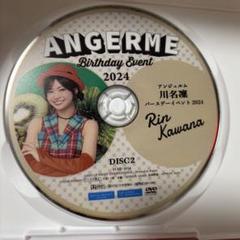 ANGERME
Birthday Event
2024
アンジュルム
川名凜
バースデーイベント2024
Rin
Kawana
DISC2
DVD